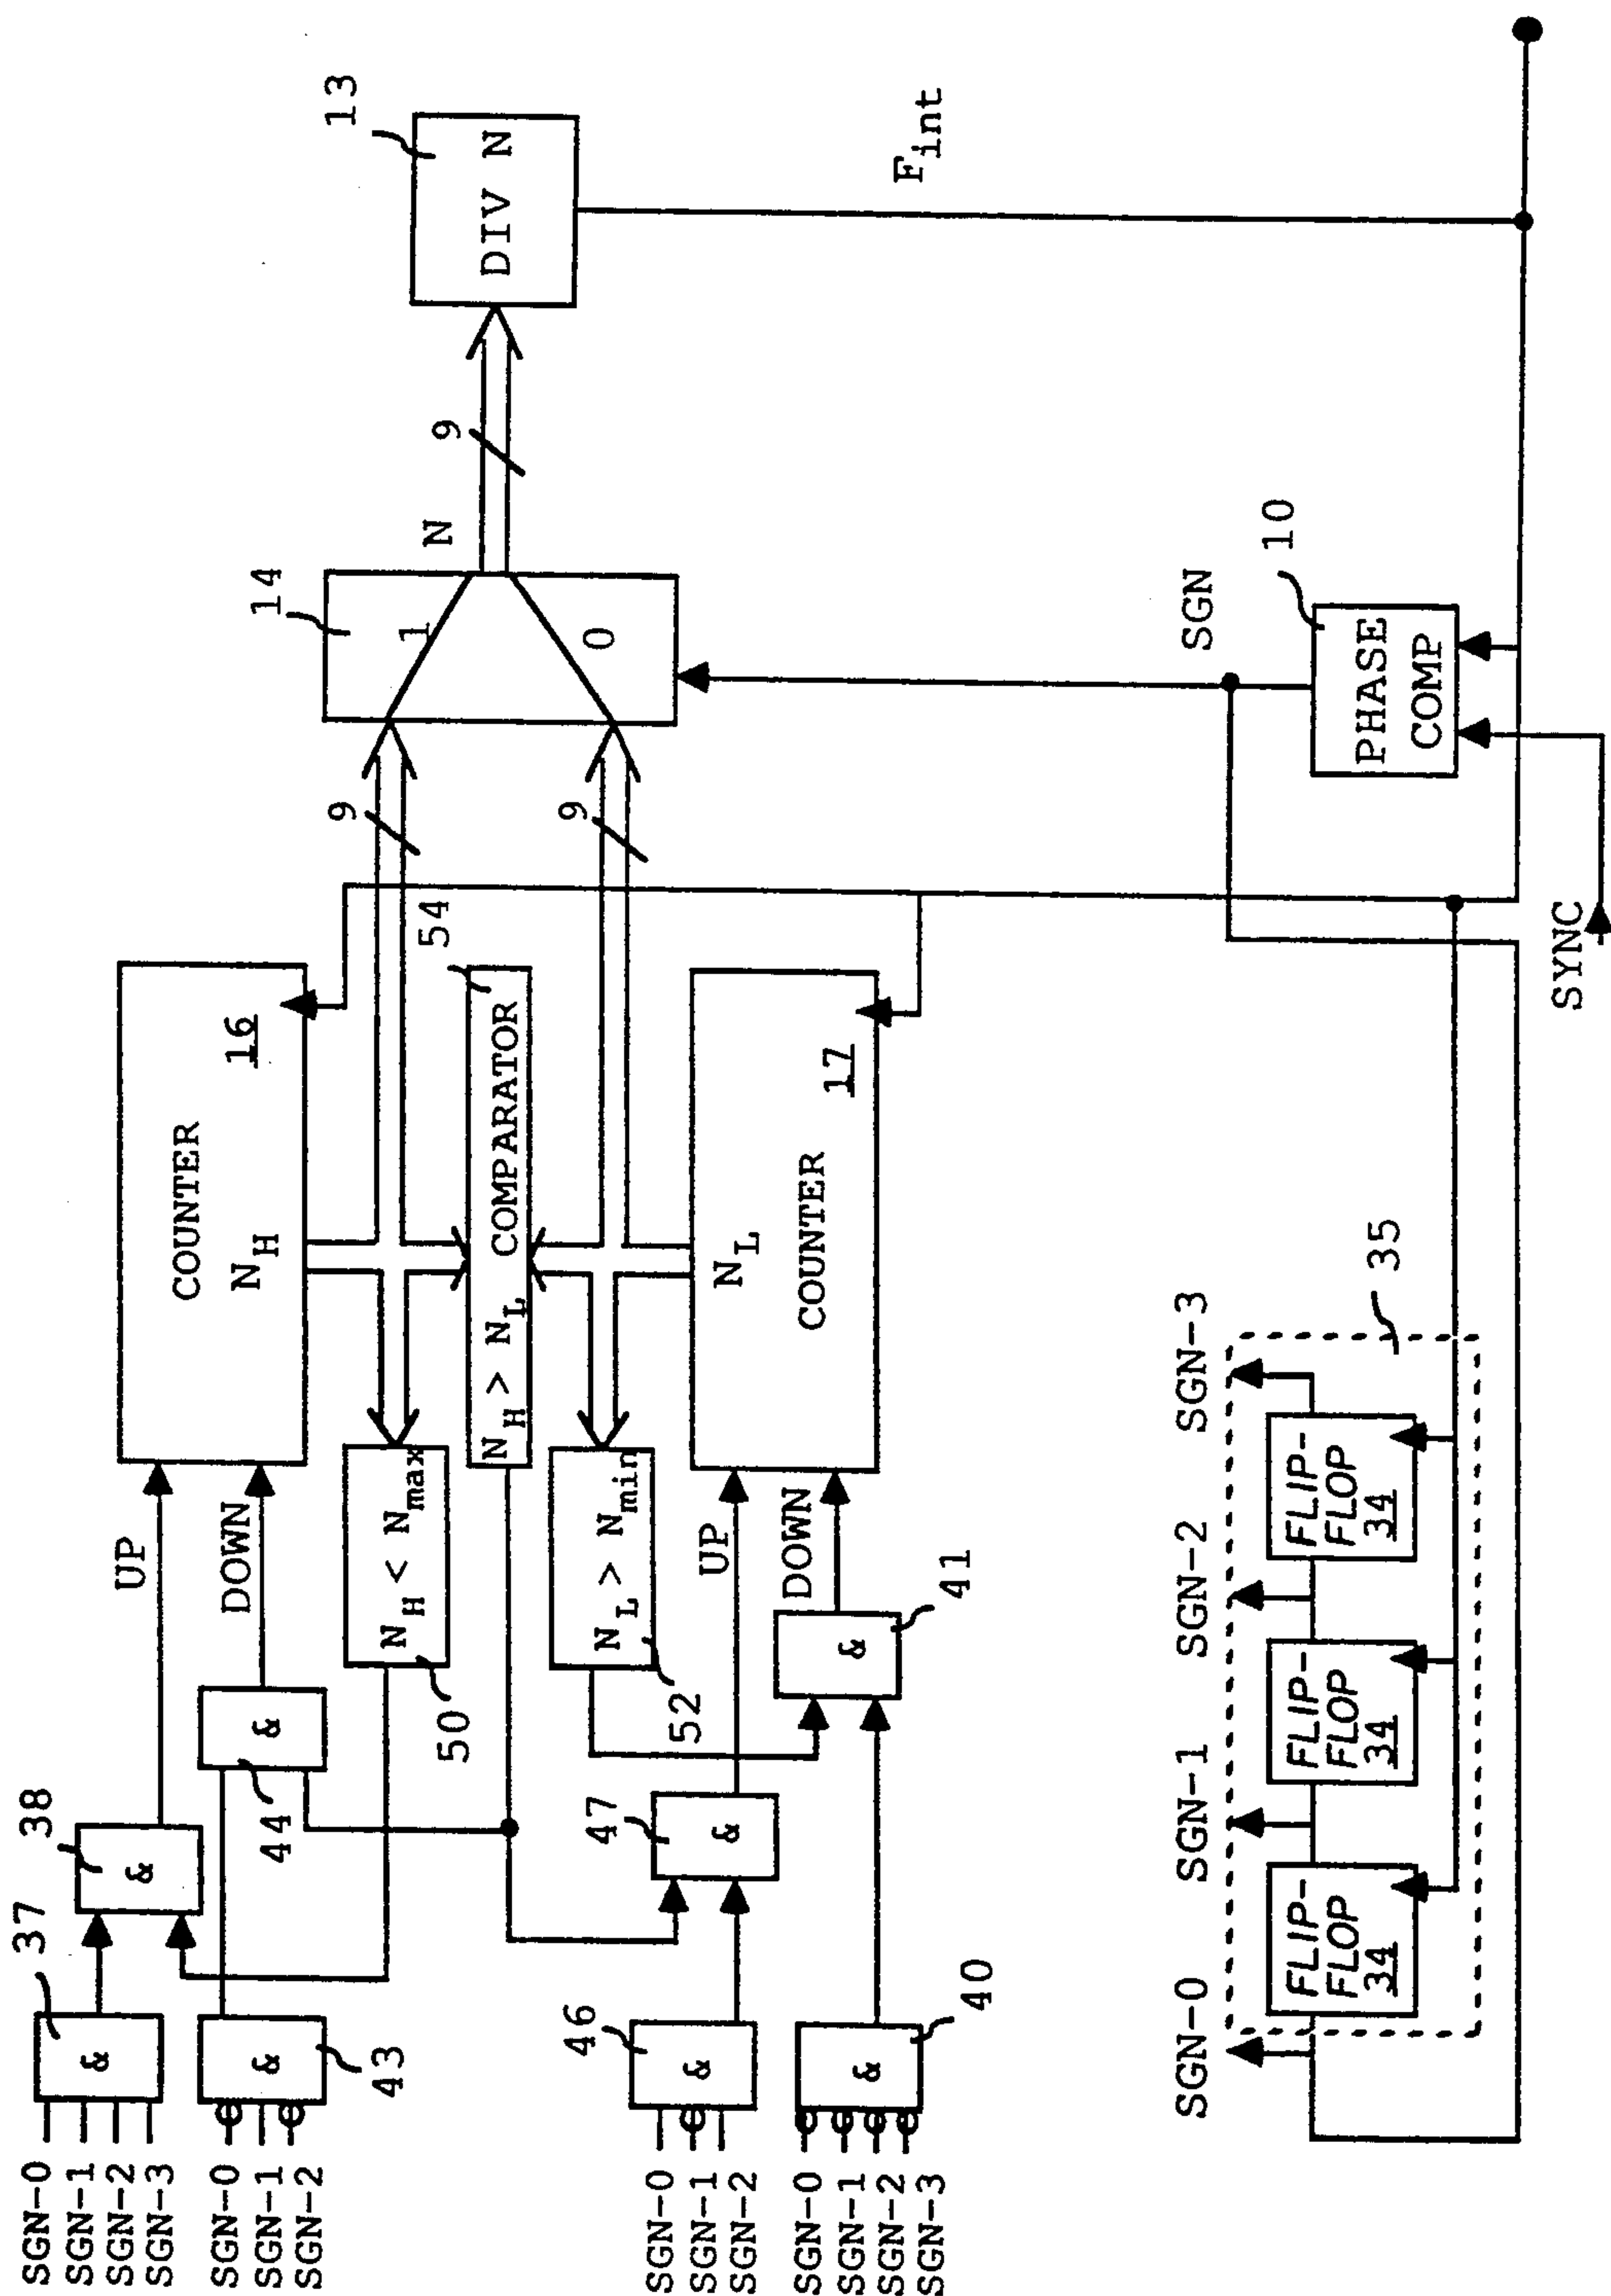 SGN-0
SGN-1
SGN-2
SGN-3
&
37
&
38
UP
COUNTER
N_H
16
SGN-0
SGN-1
SGN-2
&
43
&
44
DOWN
N_H < N_max
50
9
14
1
0
N
9
DIV N
13
N_H > N_L COMPARATOR
54
N_L > N_min
52
9
SGN-0
SGN-1
SGN-2
&
46
&
47
UP
N_L
COUNTER
17
SGN-0
SGN-1
SGN-2
SGN-3
&
40
&
41
DOWN
F_int
SGN
SGN-0
SGN-1
SGN-2
SGN-3
FLIP-
FLOP
34
FLIP-
FLOP
34
FLIP-
FLOP
34
35
PHASE
COMP
10
SYNC